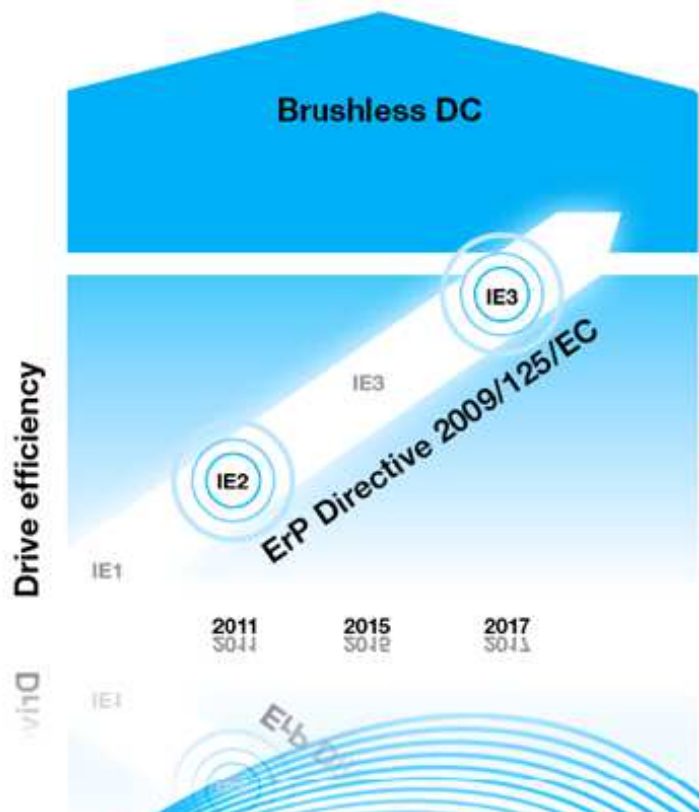 Brushless DC
IE3
IE3
ErP Directive 2009/125/EC
IE2
Drive efficiency
IE1
2011
2015
2017